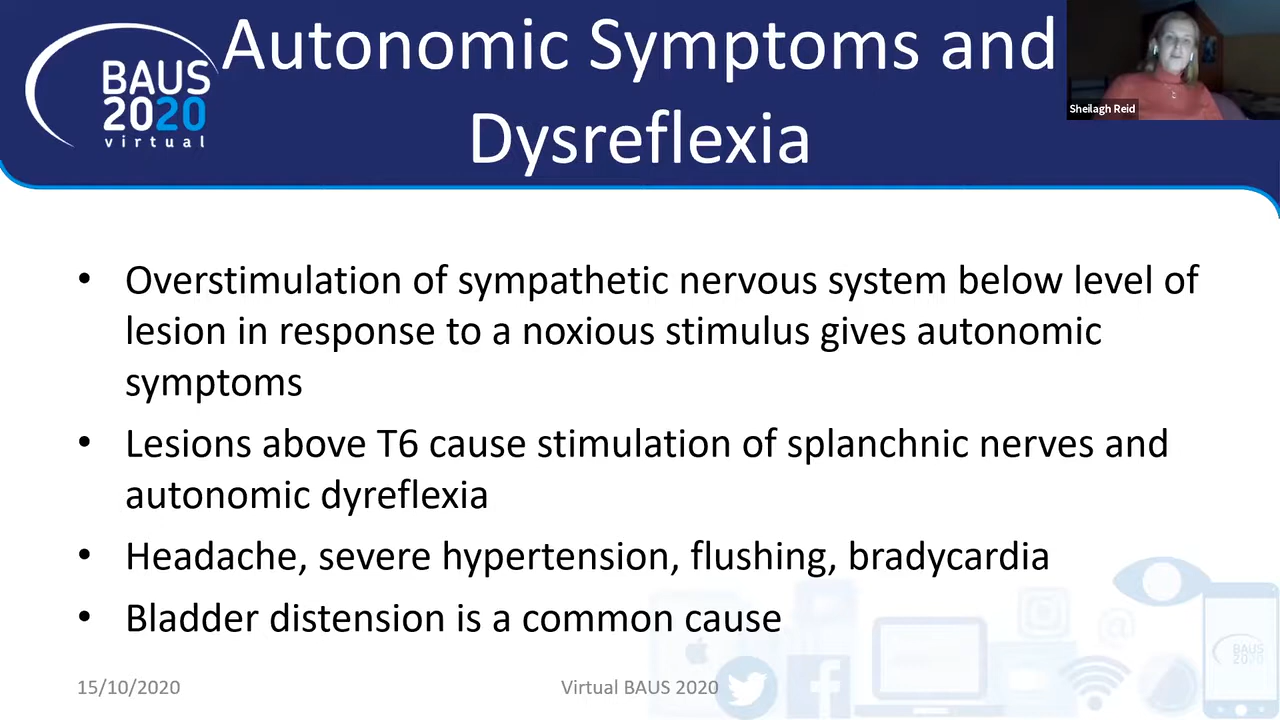 Autonomic Symptoms and
Dysreflexia
BAUS
2020
virtual
Sheilagh Reid
• Overstimulation of sympathetic nervous system below level of
lesion in response to a noxious stimulus gives autonomic
symptoms
• Lesions above T6 cause stimulation of splanchnic nerves and
autonomic dyreflexia
• Headache, severe hypertension, flushing, bradycardia
• Bladder distension is a common cause
BAUS
2020
15/10/2020
Virtual BAUS 2020